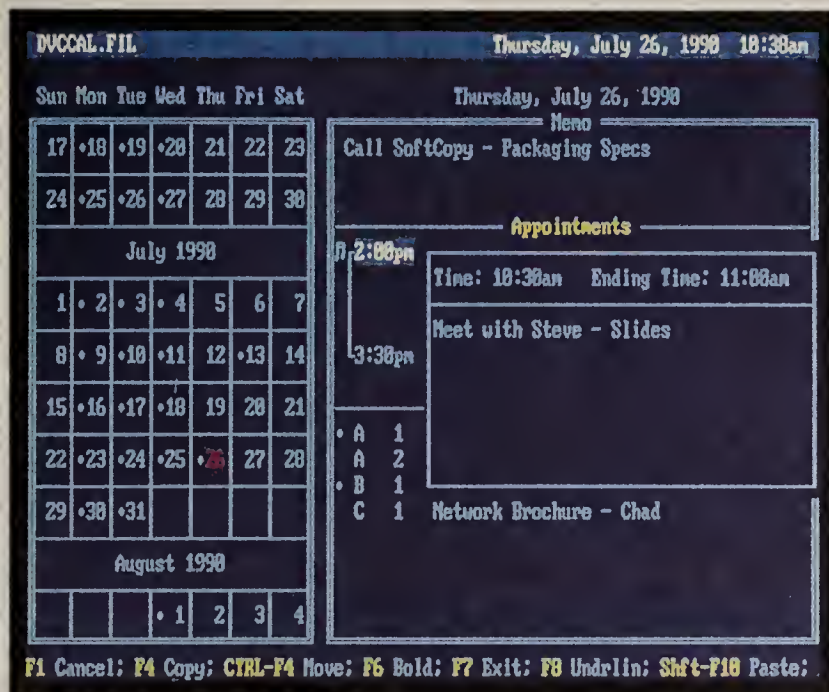 DVCCAL.FIL Thursday, July 26, 1990 10:38am
Sun Mon Tue Wed Thu Fri Sat
17 •18 •19 •20 21 22 23
24 •25 •26 •27 28 29 30
July 1990
1 • 2 • 3 • 4 5 6 7
8 • 9 •10 •11 12 •13 14
15 •16 •17 •18 19 20 21
22 •23 •24 •25 •26 27 28
29 •30 •31
August 1990
• 1 2 3 4
Thursday, July 26, 1990
Memo
Call SoftCopy - Packaging Specs
Appointments
A 2:00pm
3:30pm
Time: 10:30am Ending Time: 11:00am
Meet with Steve - Slides
• A 1
A 2
• B 1
C 1 Network Brochure - Chad
F1 Cancel; F4 Copy; CTRL-F4 Move; F6 Bold; F7 Exit; F8 Undrlin; Shft-F10 Paste;